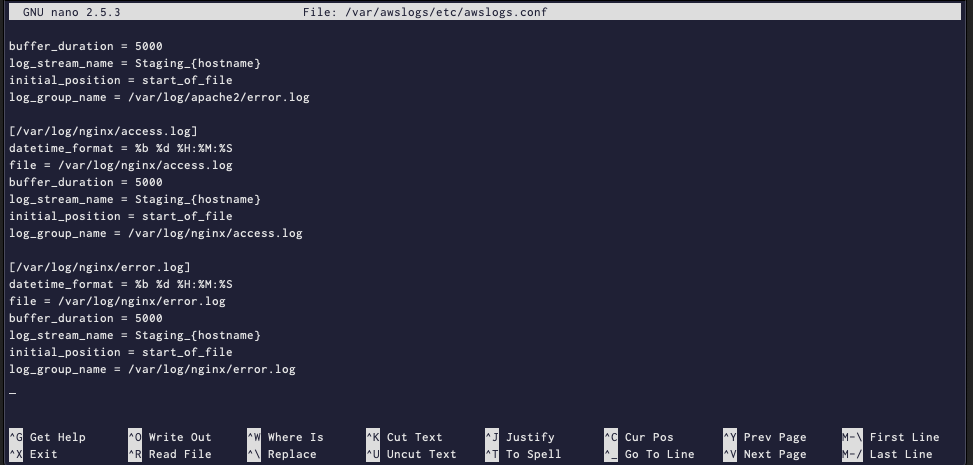 GNU nano 2.5.3 File: /var/awslogs/etc/awslogs.conf
buffer_duration = 5000
log_stream_name = Staging_{hostname}
initial_position = start_of_file
log_group_name = /var/log/apache2/error.log
[/var/log/nginx/access.log]
datetime_format = %b %d %H:%M:%S
file = /var/log/nginx/access.log
buffer_duration = 5000
log_stream_name = Staging_{hostname}
initial_position = start_of_file
log_group_name = /var/log/nginx/access.log
[/var/log/nginx/error.log]
datetime_format = %b %d %H:%M:%S
file = /var/log/nginx/error.log
buffer_duration = 5000
log_stream_name = Staging_{hostname}
initial_position = start_of_file
log_group_name = /var/log/nginx/error.log
^G Get Help ^O Write Out ^W Where Is ^K Cut Text ^J Justify ^C Cur Pos ^Y Prev Page M-\ First Line
^X Exit ^R Read File ^\ Replace ^U Uncut Text ^T To Spell ^_ Go To Line ^V Next Page M-/ Last Line